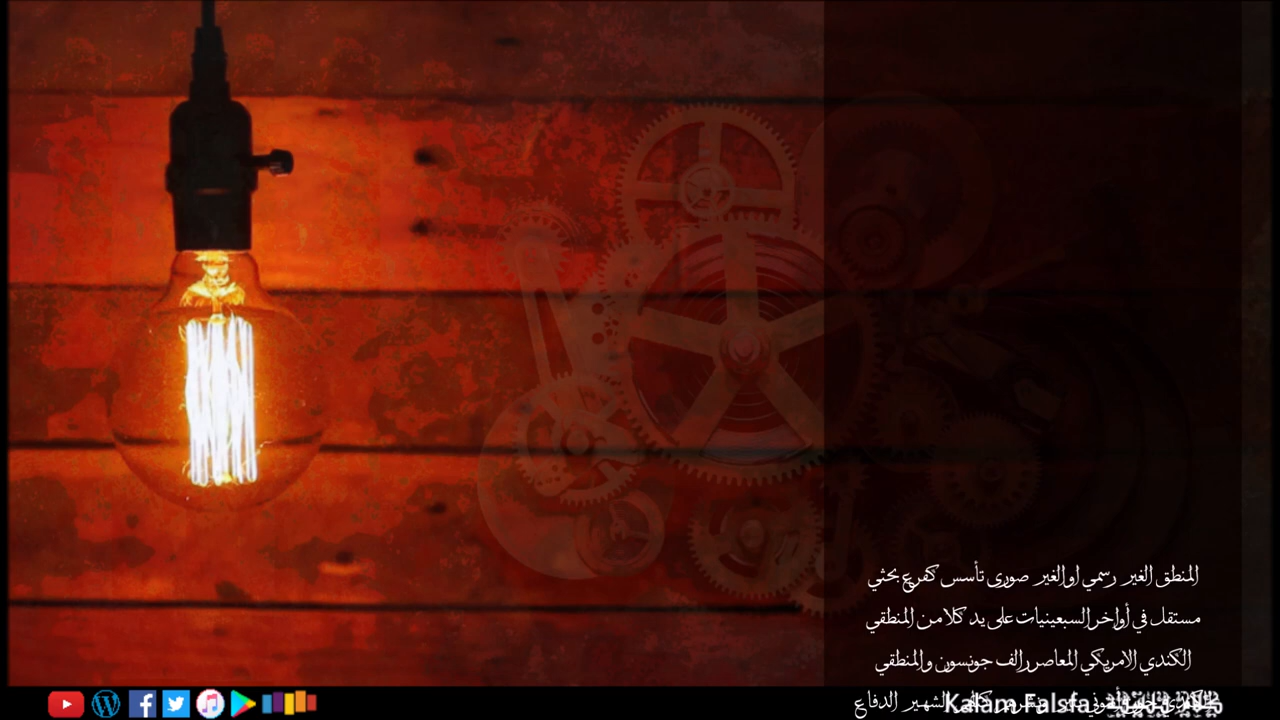 المنطق الغير رسمي او الغير صوري تأسس كفرع بحثي
مستقل في أواخر السبعينيات على يد كلا من المنطقي
الكندي الامريكي المعاصر رالف جونسون والمنطقي
الشهير الدفاع
Kalam Falsfa